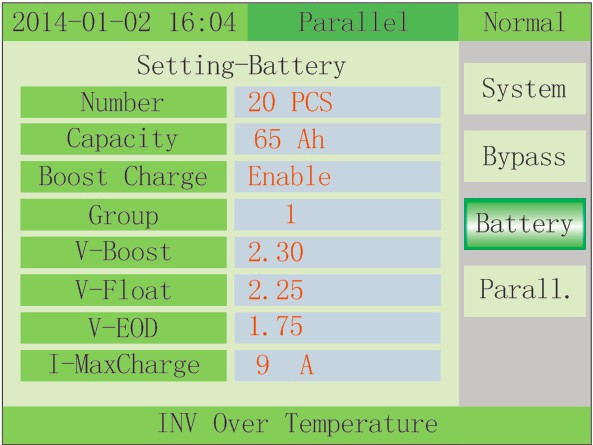 2014-01-02 16:04 Parallel Normal
Setting-Battery
Number 20 PCS
Capacity 65 Ah
Boost Charge Enable
Group 1
V-Boost 2.30
V-Float 2.25
V-EOD 1.75
I-MaxCharge 9 A
System
Bypass
Battery
Parall.
INV Over Temperature